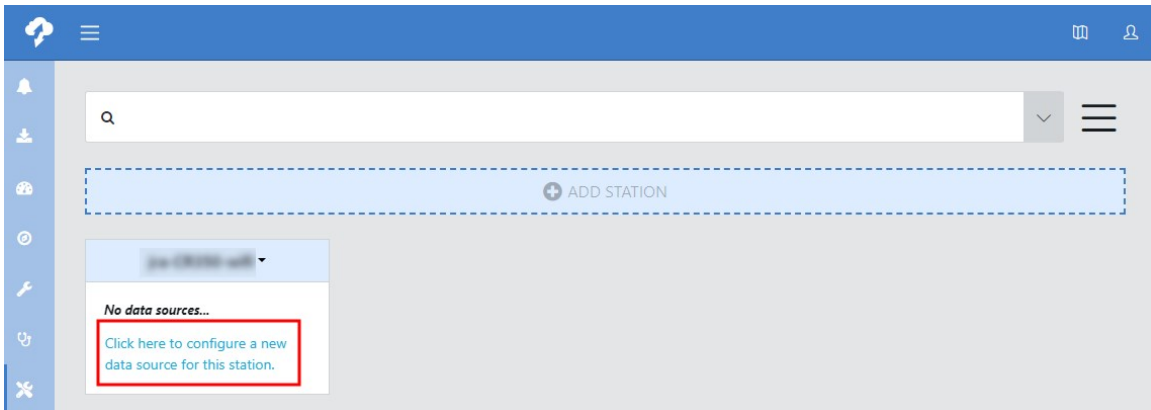 ADD STATION
No data sources...
Click here to configure a new
data source for this station.